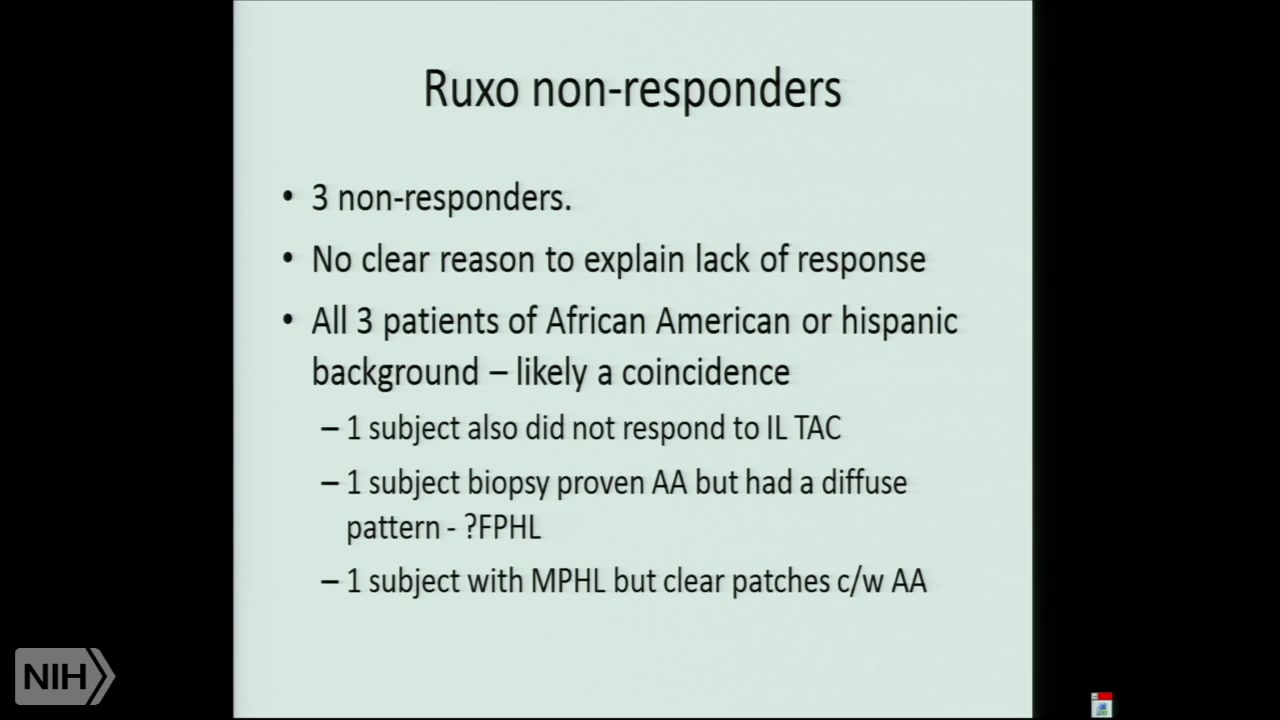 Ruxo non-responders
• 3 non-responders.
• No clear reason to explain lack of response
• All 3 patients of African American or hispanic
background – likely a coincidence
– 1 subject also did not respond to IL TAC
– 1 subject biopsy proven AA but had a diffuse
pattern - ?FPHL
– 1 subject with MPHL but clear patches c/w AA
NIH